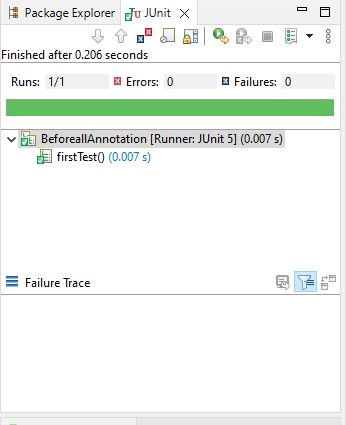 Package Explorer JUnit
Finished after 0.206 seconds
Runs: 1/1 Errors: 0 Failures: 0
BeforeallAnnotation [Runner: JUnit 5] (0.007 s)
firstTest() (0.007 s)
Failure Trace